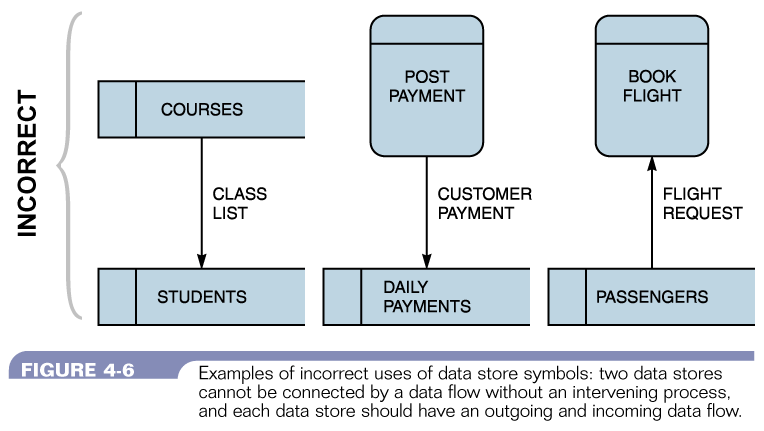 INCORRECT
COURSES
CLASS
LIST
STUDENTS
POST
PAYMENT
CUSTOMER
PAYMENT
DAILY
PAYMENTS
BOOK
FLIGHT
FLIGHT
REQUEST
PASSENGERS
FIGURE 4-6
Examples of incorrect uses of data store symbols: two data stores
cannot be connected by a data flow without an intervening process,
and each data store should have an outgoing and incoming data flow.